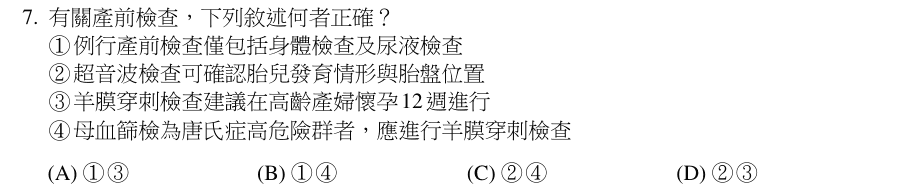 7. 有關產前檢查，下列敘述何者正確？
①例行產前檢查僅包括身體檢查及尿液檢查
②超音波檢查可確認胎兒發育情形與胎盤位置
③羊膜穿刺檢查建議在高齡產婦懷孕12週進行
④母血篩檢為唐氏症高危險群者，應進行羊膜穿刺檢查
(A) ①③ (B) ①④ (C) ②④ (D) ②③